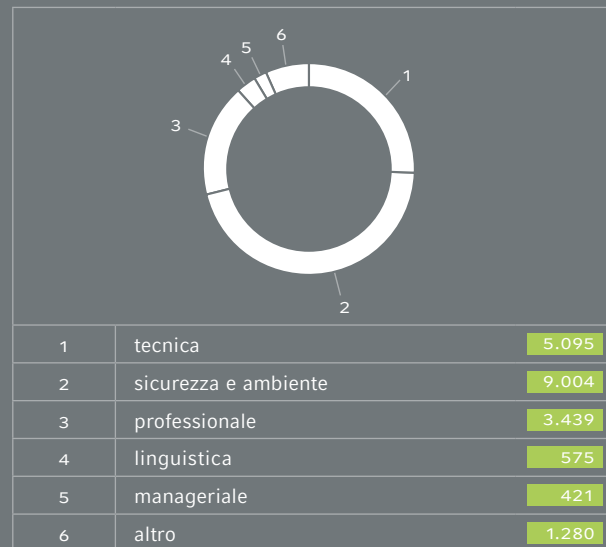 6
5
4
1
3
2
1 tecnica 5.095
2 sicurezza e ambiente 9.004
3 professionale 3.439
4 linguistica 575
5 manageriale 421
6 altro 1.280